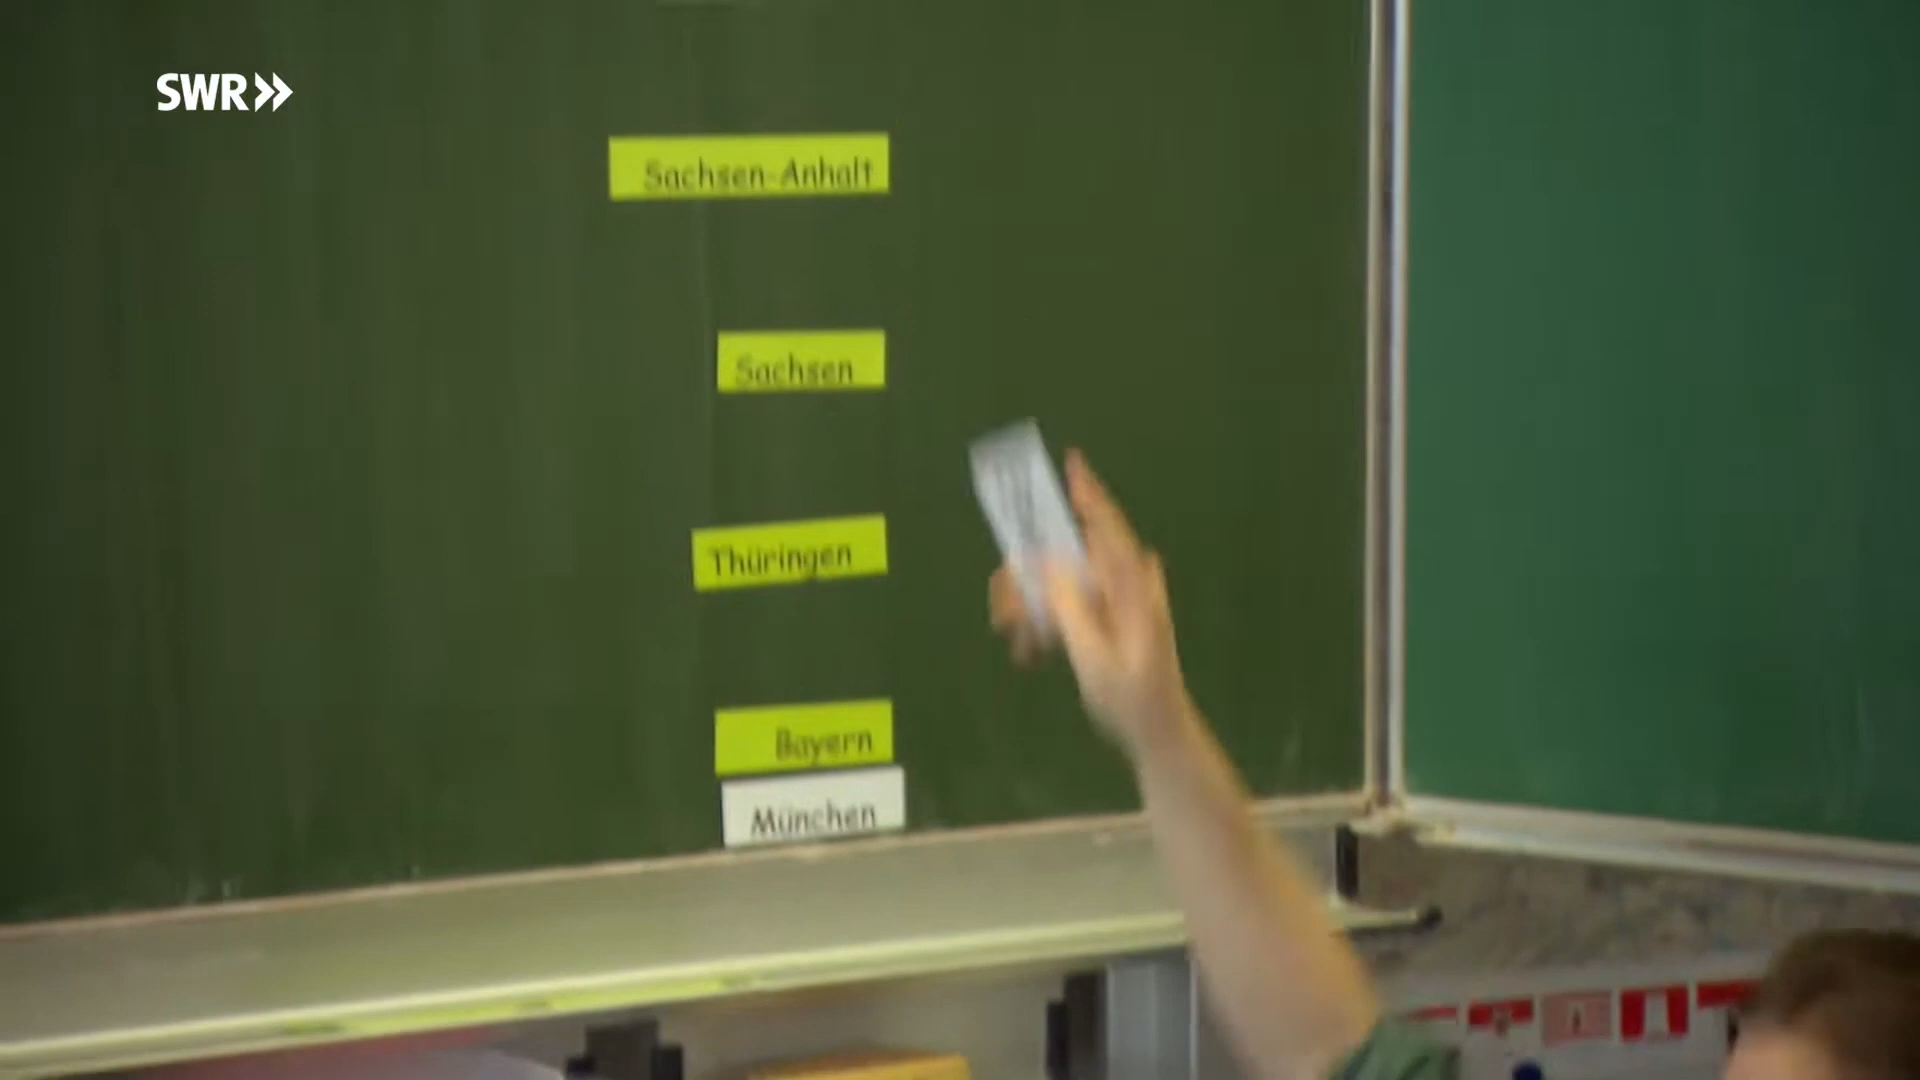 SWR
Sachsen-Anhalt
Sachsen
Thüringen
Bayern
München